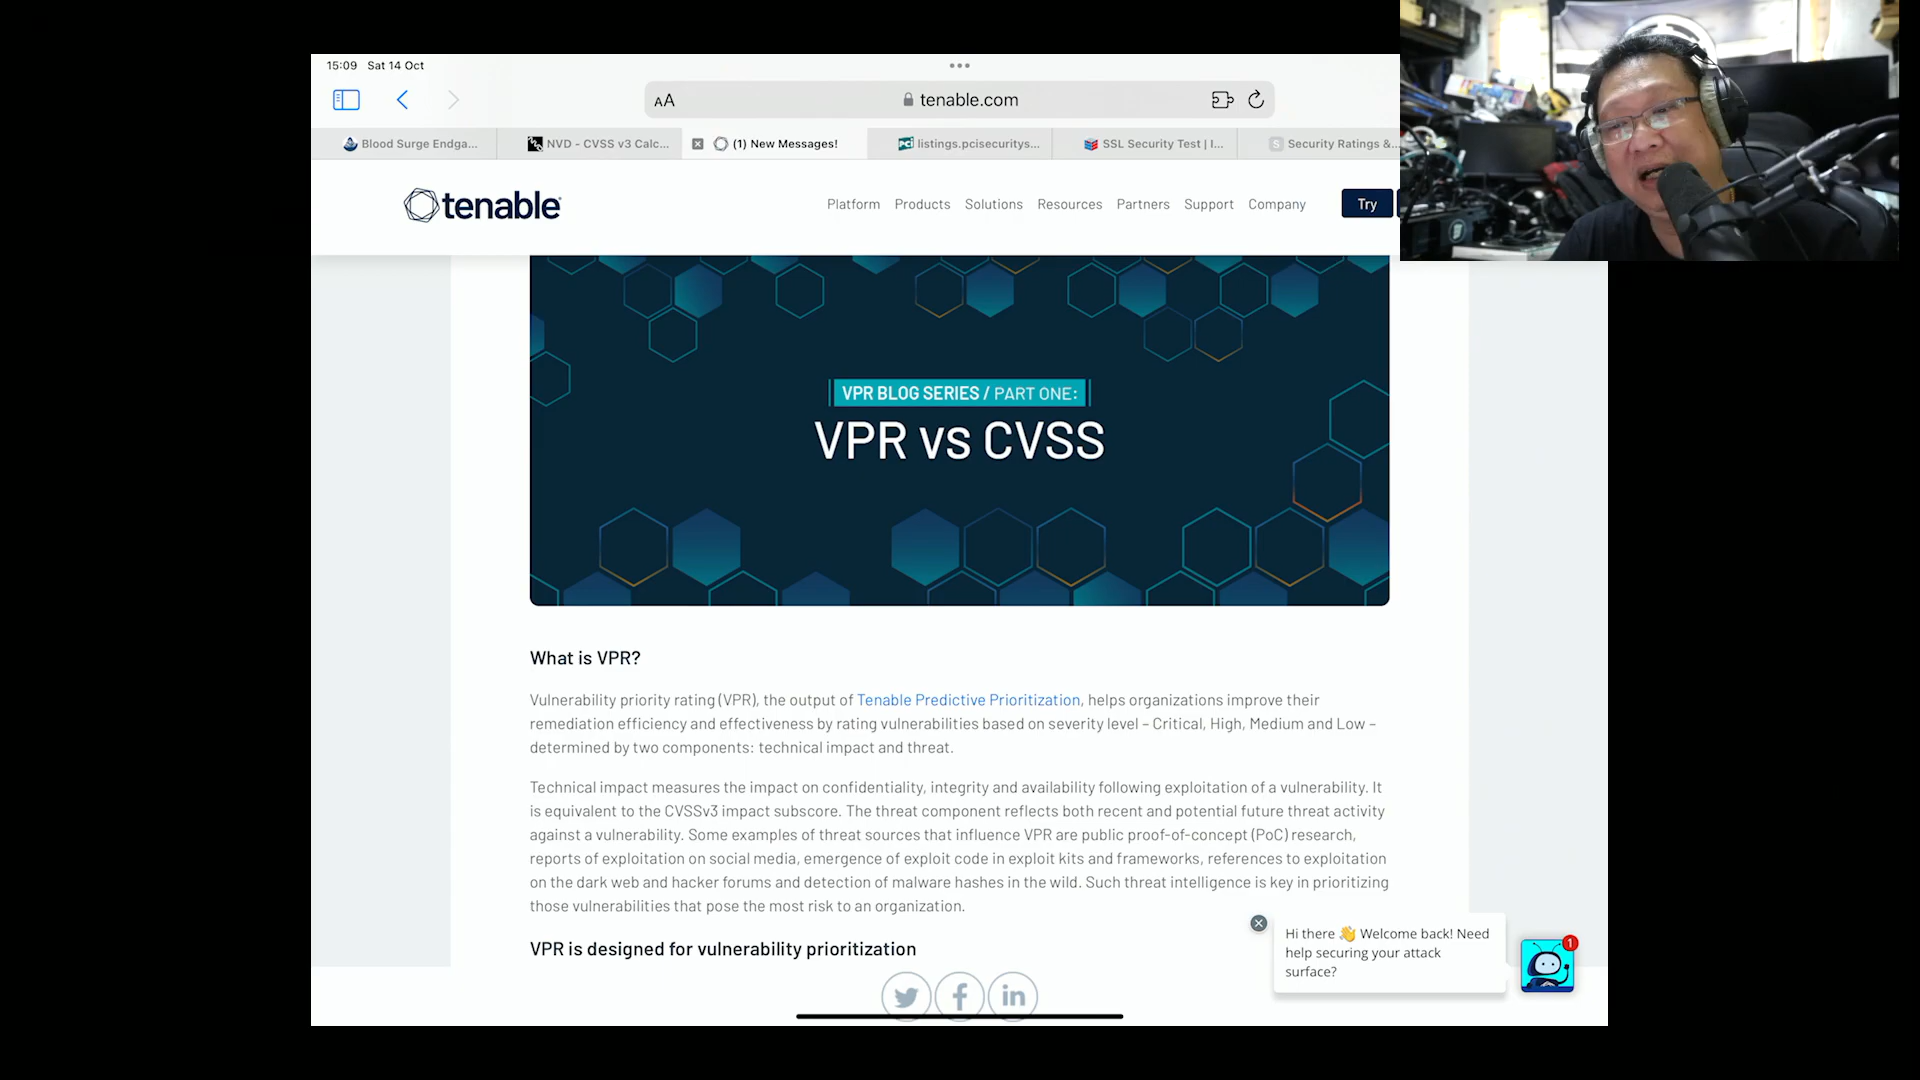 15:09 Sat 14 Oct
AA tenable.com
Blood Surge Endga... NVD - CVSS v3 Calc... (1) New Messages! listings.pcisecuritys... SSL Security Test | I... Security Ratings &...
tenable Platform Products Solutions Resources Partners Support Company Try
VPR BLOG SERIES / PART ONE:
VPR vs CVSS
What is VPR?
Vulnerability priority rating (VPR), the output of Tenable Predictive Prioritization, helps organizations improve their
remediation efficiency and effectiveness by rating vulnerabilities based on severity level – Critical, High, Medium and Low –
determined by two components: technical impact and threat.
Technical impact measures the impact on confidentiality, integrity and availability following exploitation of a vulnerability. It
is equivalent to the CVSSv3 impact subscore. The threat component reflects both recent and potential future threat activity
against a vulnerability. Some examples of threat sources that influence VPR are public proof-of-concept (PoC) research,
reports of exploitation on social media, emergence of exploit code in exploit kits and frameworks, references to exploitation
on the dark web and hacker forums and detection of malware hashes in the wild. Such threat intelligence is key in prioritizing
those vulnerabilities that pose the most risk to an organization.
VPR is designed for vulnerability prioritization
Hi there 👋 Welcome back! Need
help securing your attack
surface?
1